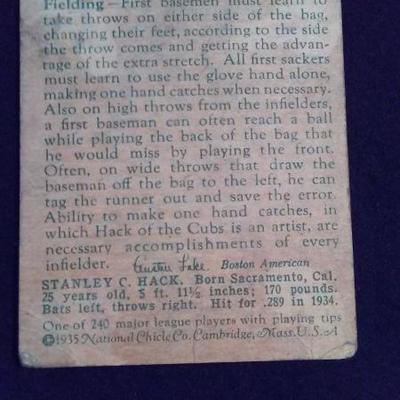 Fielding—First basemen must learn to
take throws on either side of the bag,
changing their feet, according to the side
the throw comes and getting the advan-
tage of the extra stretch. All first sackers
must learn to use the glove hand alone,
making one hand catches when necessary.
Also on high throws from the infielders,
a first baseman can often reach a ball
while playing the back of the bag that
he would miss by playing the front.
Often, on wide throws that draw the
baseman off the bag to the left, he can
tag the runner out and save the error.
Ability to make one hand catches, in
which Hack of the Cubs is an artist, are
necessary accomplishments of every
infielder. Austen Lake Boston American
STANLEY C. HACK. Born Sacramento, Cal.
25 years old, 5 ft. 11½ inches; 170 pounds.
Bats left, throws right. Hit for .289 in 1934.
One of 240 major league players with playing tips
©1935 National Chicle Co. Cambridge, Mass. U.S.A